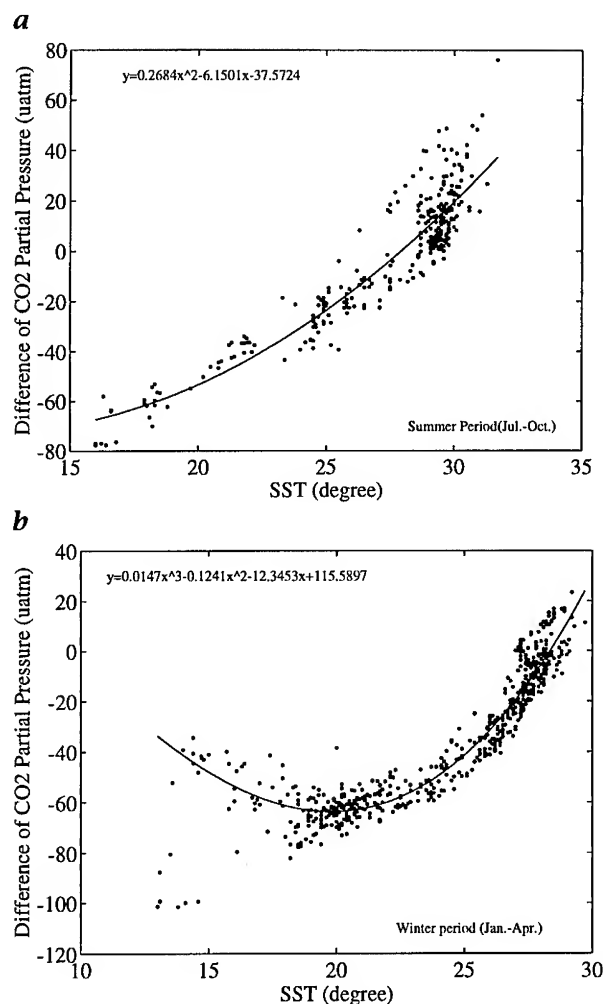 a
80
60
40
20
0
-20
-40
-60
-80
Difference of CO2 Partial Pressure (uatm)
y=0.2684x^2-6.1501x-37.5724
Summer Period(Jul.-Oct.)
15 20 25 30 35
SST (degree)
b
40
20
0
-20
-40
-60
-80
-100
-120
Difference of CO2 Partial Pressure (uatm)
y=0.0147x^3-0.1241x^2-12.3453x+115.5897
Winter period (Jan.-Apr.)
10 15 20 25 30
SST (degree)